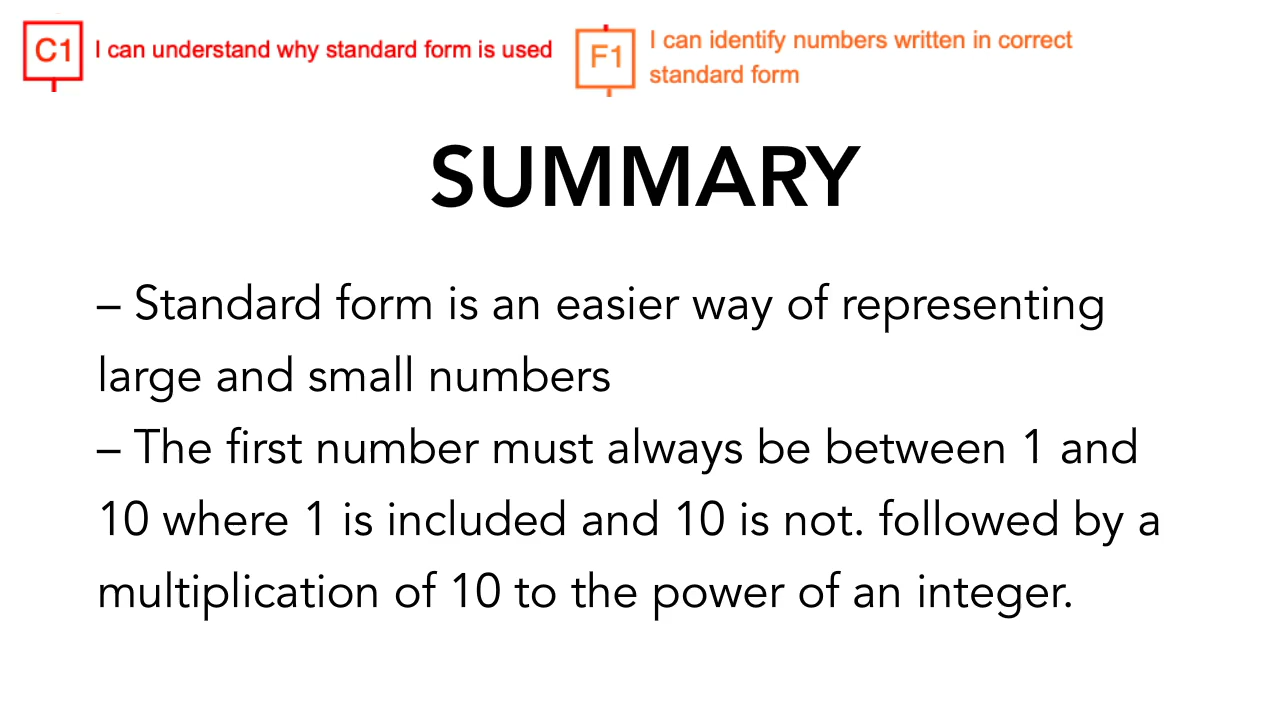 C1 I can understand why standard form is used
F1 I can identify numbers written in correct
standard form
SUMMARY
– Standard form is an easier way of representing
large and small numbers
– The first number must always be between 1 and
10 where 1 is included and 10 is not. followed by a
multiplication of 10 to the power of an integer.